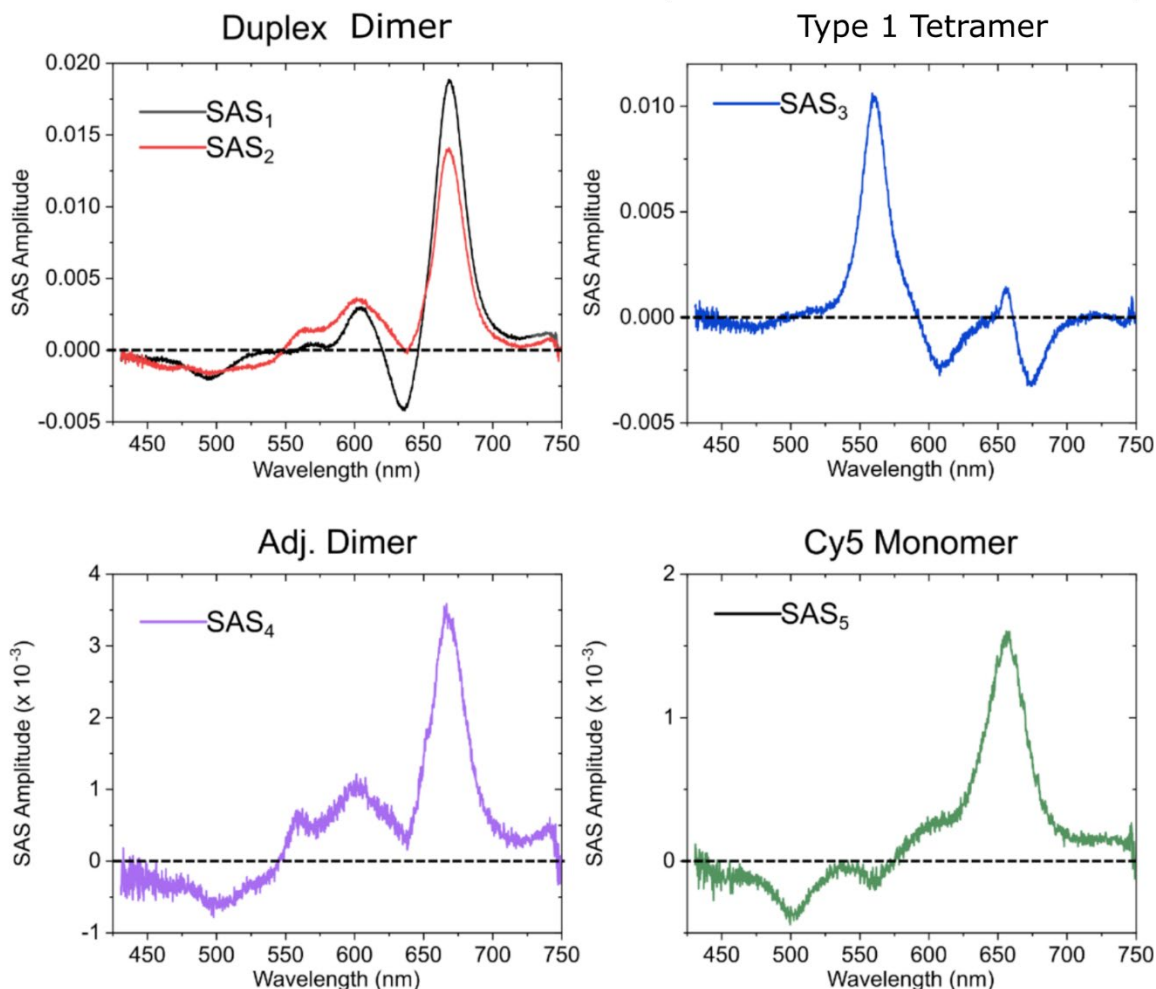 Duplex Dimer
SAS₁
SAS₂
0.020
0.015
0.010
0.005
0.000
-0.005
SAS Amplitude
450 500 550 600 650 700 750
Wavelength (nm)
Type 1 Tetramer
SAS₃
0.010
0.005
0.000
-0.005
SAS Amplitude
450 500 550 600 650 700 750
Wavelength (nm)
Adj. Dimer
SAS₄
4
3
2
1
0
-1
SAS Amplitude (x 10⁻³)
450 500 550 600 650 700 750
Wavelength (nm)
Cy5 Monomer
SAS₅
2
1
0
SAS Amplitude (x 10⁻³)
450 500 550 600 650 700 750
Wavelength (nm)